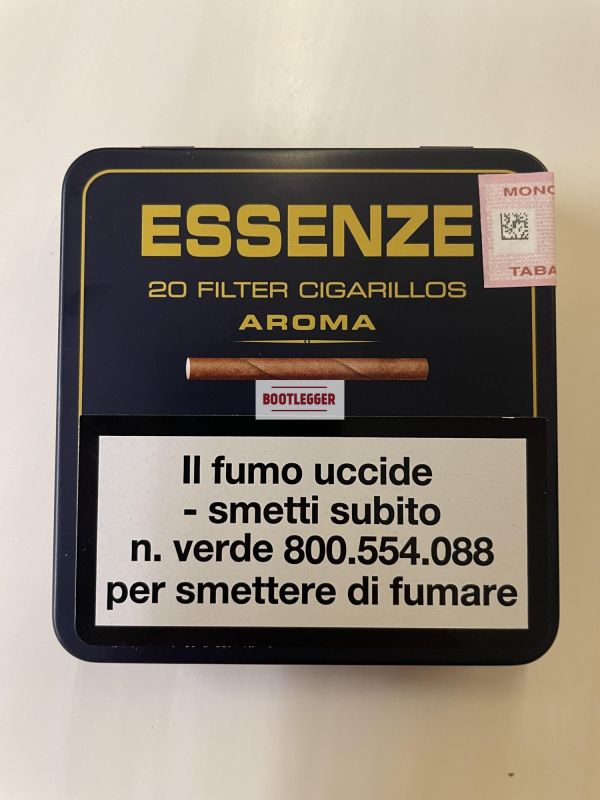 ESSENZE
MONO
TABA
20 FILTER CIGARILLOS
AROMA
BOOTLEGGER
Il fumo uccide
- smetti subito
n. verde 800.554.088
per smettere di fumare